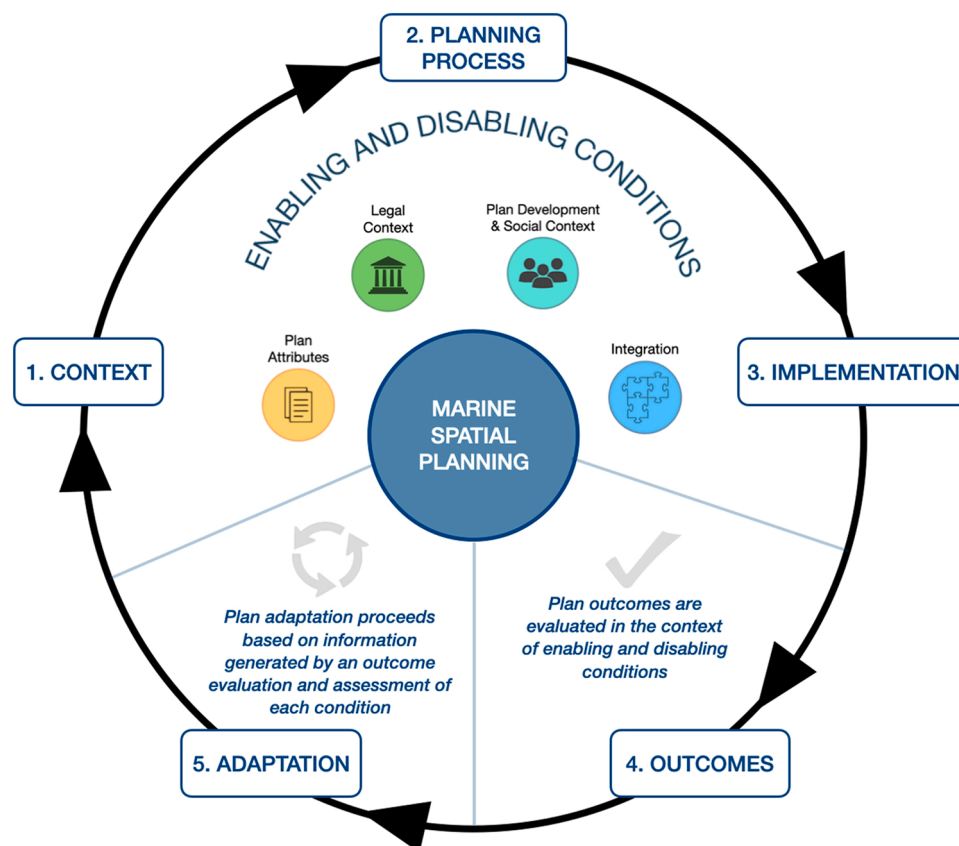 2. PLANNING
PROCESS
ENABLING AND DISABLING CONDITIONS
Legal
Context
Plan Development
& Social Context
Plan
Attributes
Integration
1. CONTEXT
3. IMPLEMENTATION
MARINE
SPATIAL
PLANNING
Plan adaptation proceeds
based on information
generated by an outcome
evaluation and assessment of
each condition
Plan outcomes are
evaluated in the context
of enabling and disabling
conditions
5. ADAPTATION
4. OUTCOMES